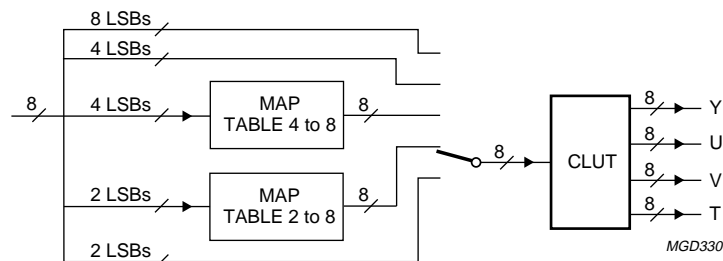 8 LSBs
4 LSBs
8
4 LSBs
MAP
TABLE 4 to 8
8
8
Y
8
U
8
CLUT
8
V
8
T
2 LSBs
MAP
TABLE 2 to 8
8
2 LSBs
MGD330